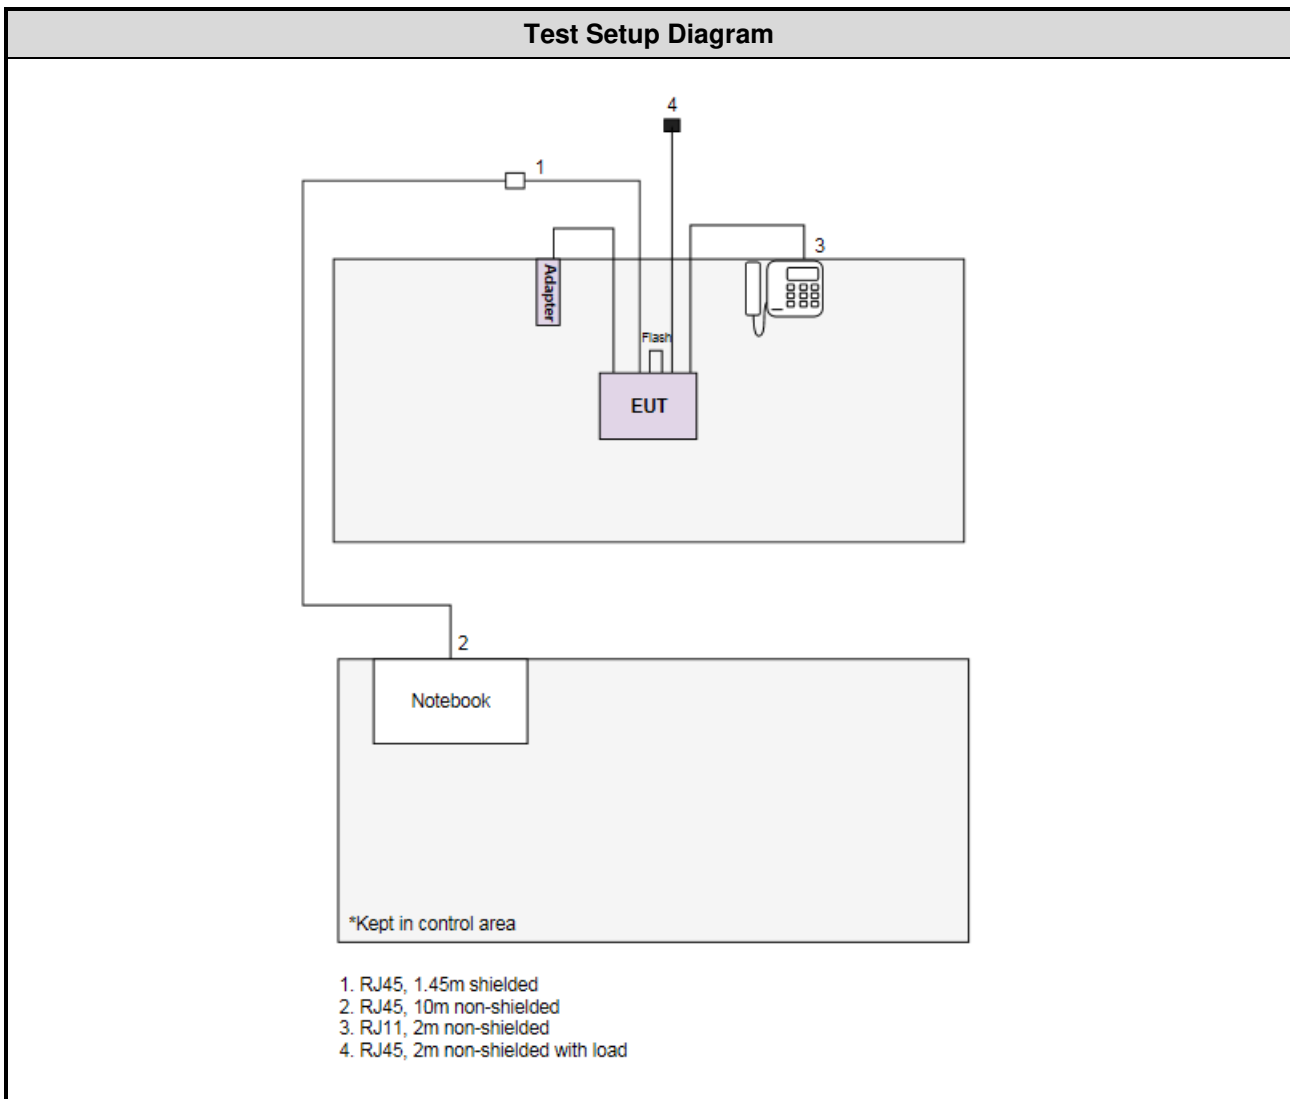 Test Setup Diagram
4
1
3
Adapter
Flash
EUT
2
Notebook
*Kept in control area
1. RJ45, 1.45m shielded
2. RJ45, 10m non-shielded
3. RJ11, 2m non-shielded
4. RJ45, 2m non-shielded with load